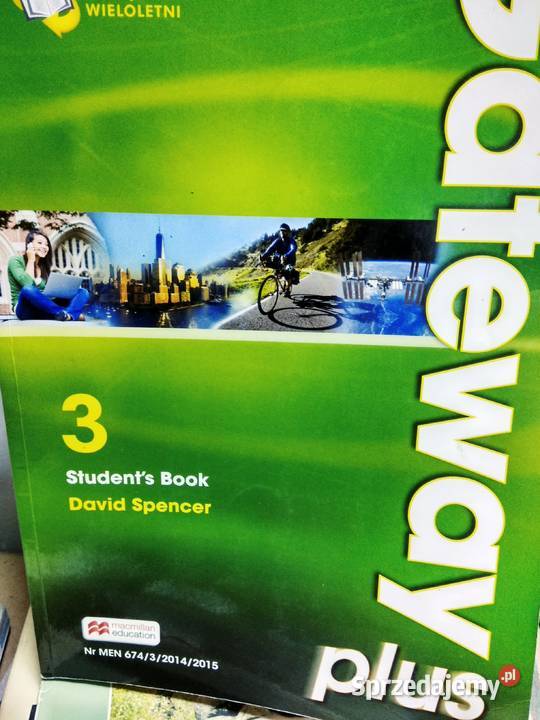 WIELOLETNI
Gateway
plus
3
Student's Book
David Spencer
macmillan
education
Nr MEN 674/3/2014/2015
Sprzedajemy.pl